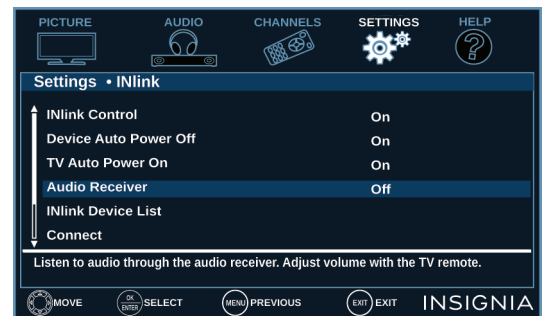 PICTURE AUDIO CHANNELS SETTINGS HELP
?
Settings • INlink
INlink Control On
Device Auto Power Off On
TV Auto Power On On
Audio Receiver Off
INlink Device List
Connect
Listen to audio through the audio receiver. Adjust volume with the TV remote.
MOVE OK ENTER SELECT MENU PREVIOUS EXIT EXIT INSIGNIA